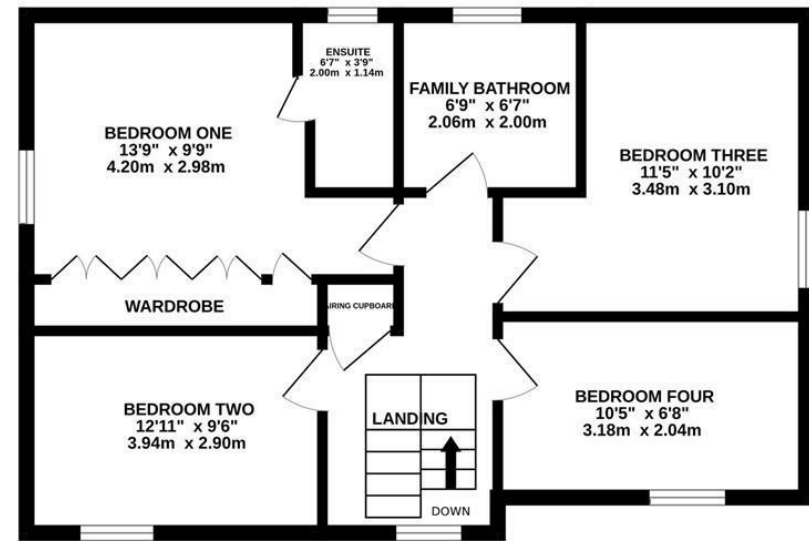 ENSUITE
6'7" x 3'9"
2.00m x 1.14m
FAMILY BATHROOM
6'9" x 6'7"
2.06m x 2.00m
BEDROOM ONE
13'9" x 9'9"
4.20m x 2.98m
BEDROOM THREE
11'5" x 10'2"
3.48m x 3.10m
WARDROBE
AIRING CUPBOARD
BEDROOM TWO
12'11" x 9'6"
3.94m x 2.90m
LANDING
BEDROOM FOUR
10'5" x 6'8"
3.18m x 2.04m
DOWN